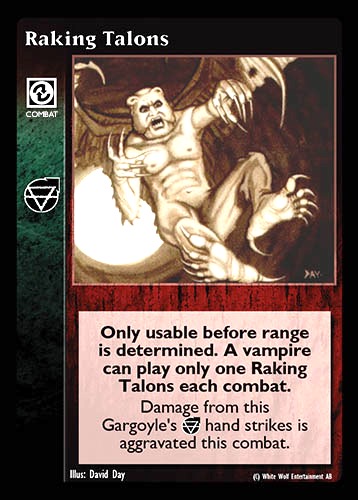 Raking Talons
COMBAT
DAY
Only usable before range
is determined. A vampire
can play only one Raking
Talons each combat.
Damage from this
Gargoyle's hand strikes is
aggravated this combat.
Illus: David Day
(C) White Wolf Entertainment AB